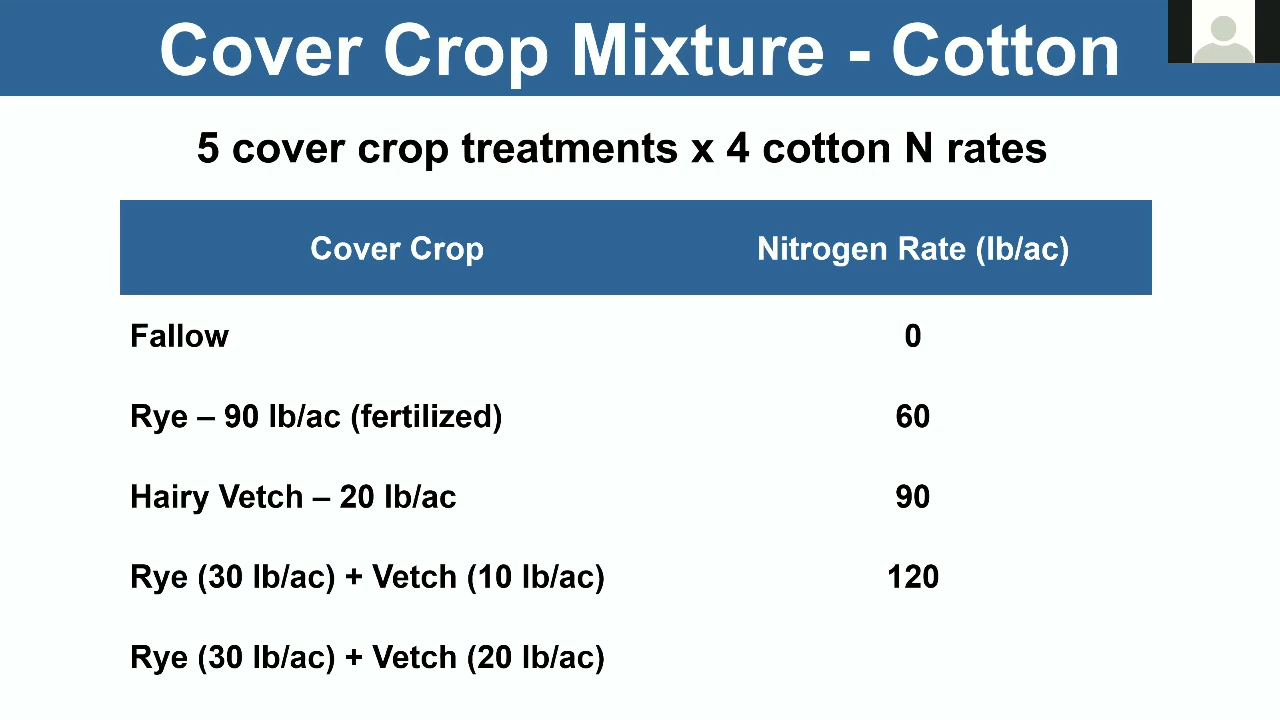 Cover Crop Mixture - Cotton
5 cover crop treatments x 4 cotton N rates
Cover Crop Nitrogen Rate (lb/ac)
Fallow 0
Rye – 90 lb/ac (fertilized) 60
Hairy Vetch – 20 lb/ac 90
Rye (30 lb/ac) + Vetch (10 lb/ac) 120
Rye (30 lb/ac) + Vetch (20 lb/ac)